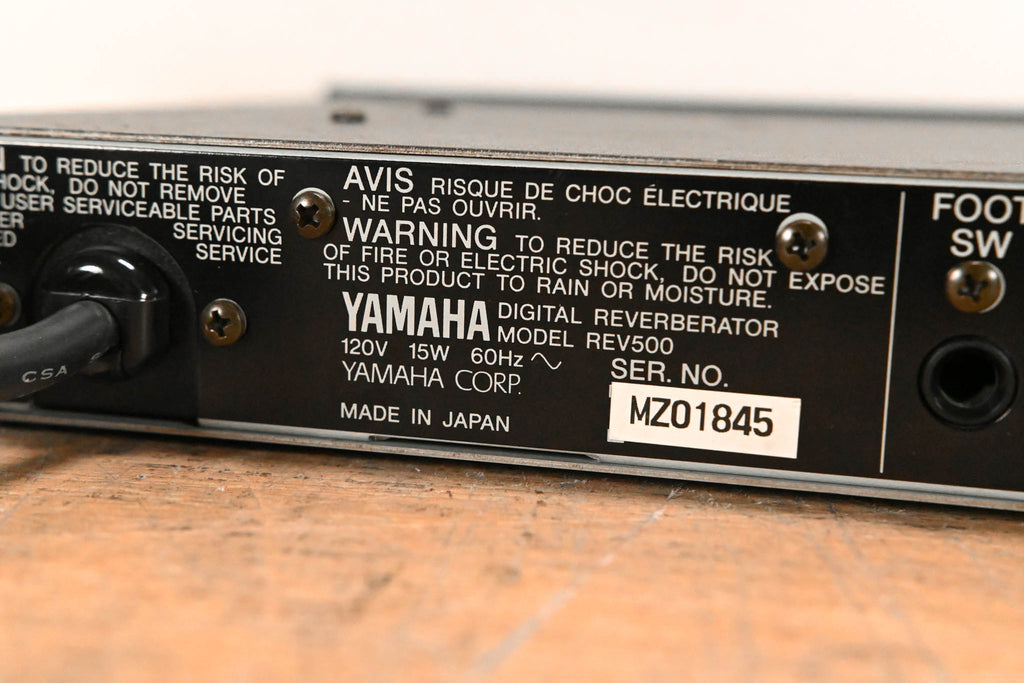 TO REDUCE THE RISK OF
SHOCK, DO NOT REMOVE
USER SERVICEABLE PARTS
SERVICING
SERVICE
CSA
AVIS RISQUE DE CHOC ÉLECTRIQUE
- NE PAS OUVRIR.
WARNING TO REDUCE THE RISK
OF FIRE OR ELECTRIC SHOCK, DO NOT EXPOSE
THIS PRODUCT TO RAIN OR MOISTURE.
YAMAHA DIGITAL REVERBERATOR
MODEL REV500
120V 15W 60Hz ~
YAMAHA CORP.
MADE IN JAPAN
SER. NO.
MZ01845
FOOT
SW